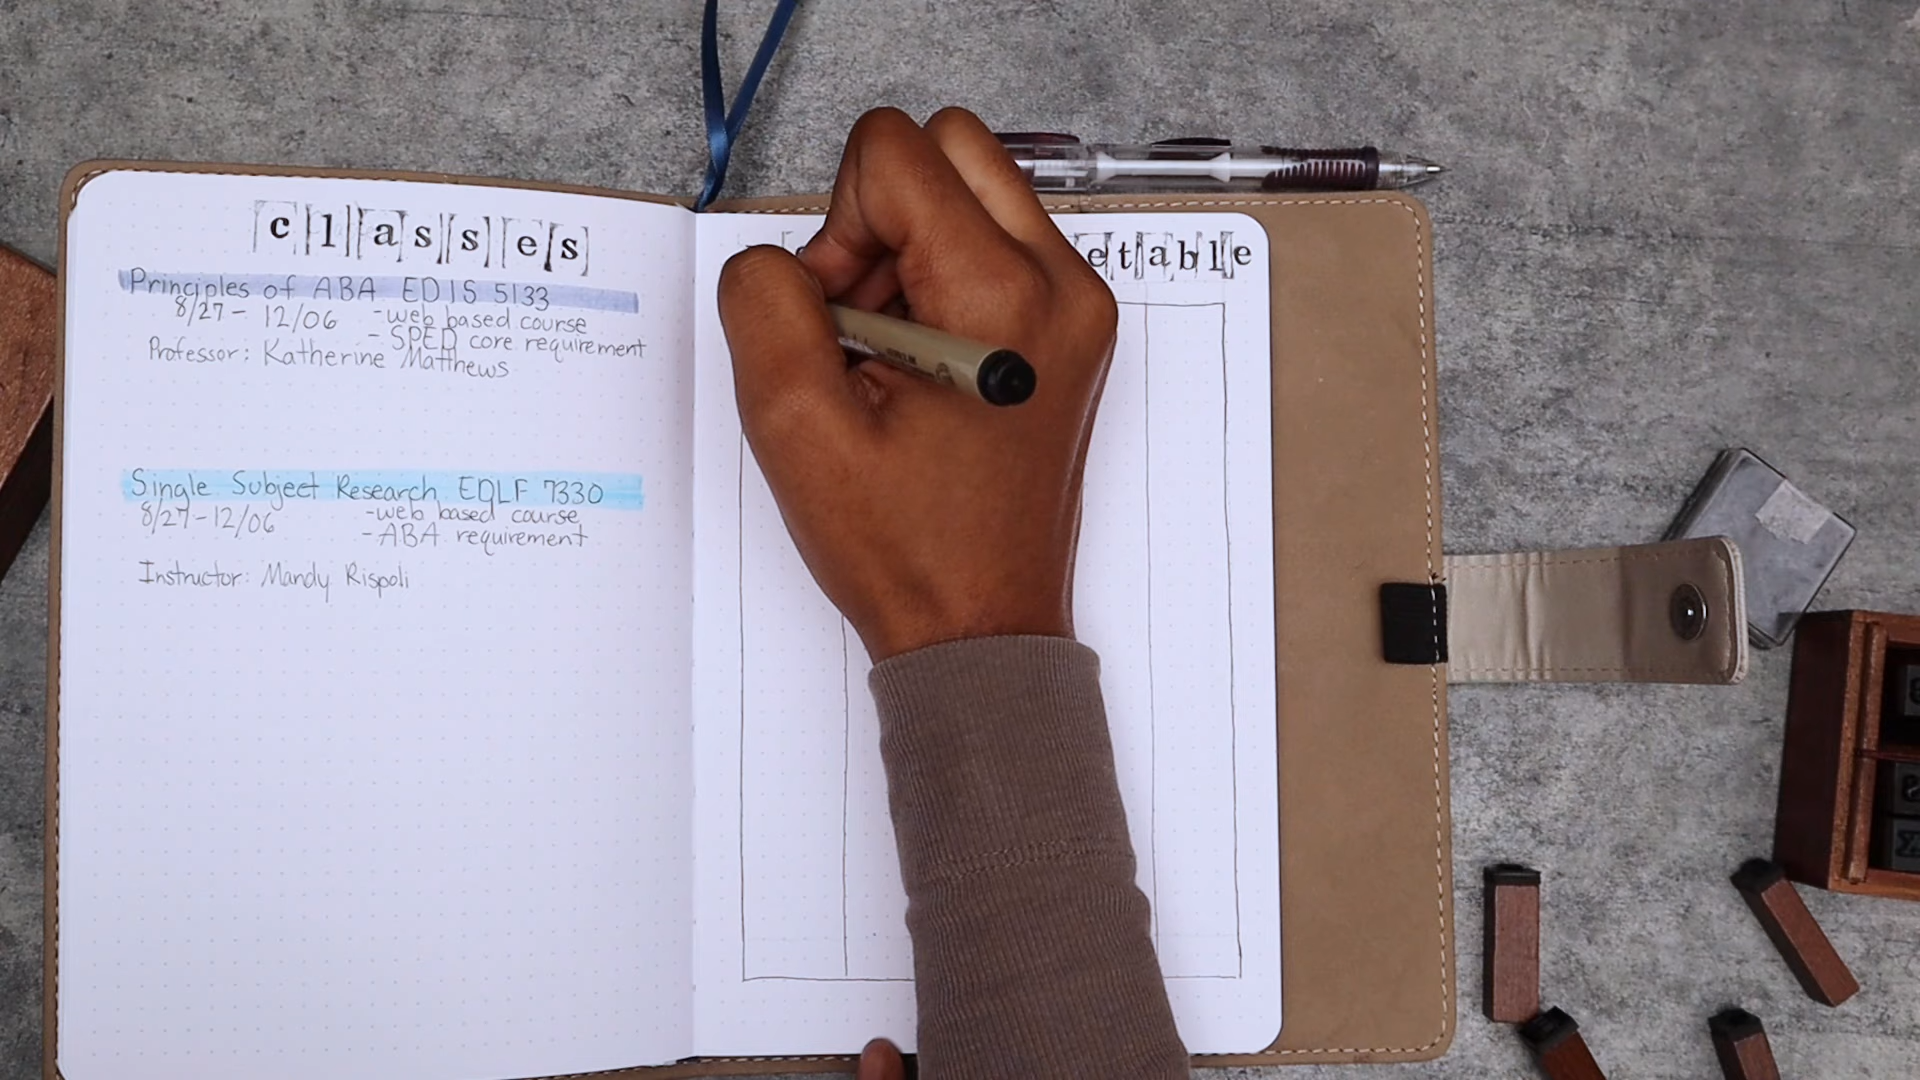 classes
Principles of ABA EDIS 5133
8/27 - 12/06 - web based course
- SPED core requirement
Professor: Katherine Matthews
Single Subject Research EDLF 7330
8/27 - 12/06 - web based course
- ABA requirement
Instructor: Mandy Rispoli
etable